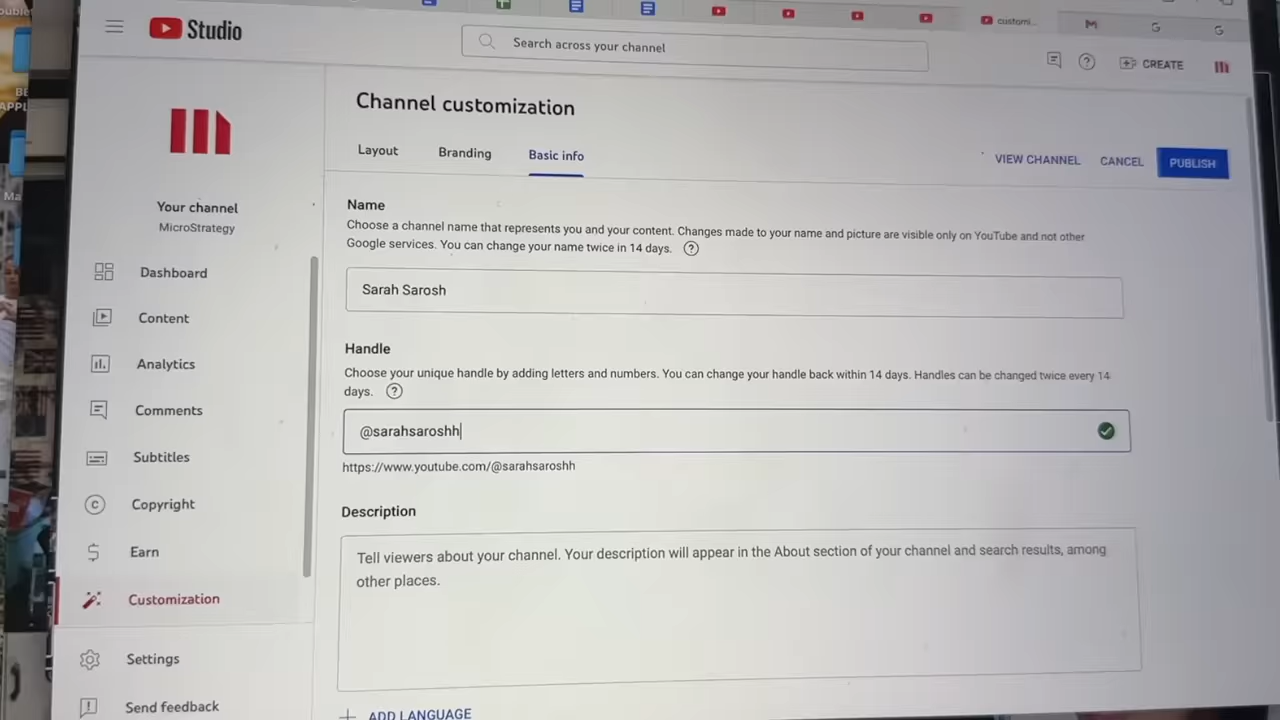 customi...
Studio
Search across your channel
CREATE
Channel customization
Layout
Branding
Basic info
VIEW CHANNEL
CANCEL
PUBLISH
Your channel
MicroStrategy
Dashboard
Content
Analytics
Comments
Subtitles
Copyright
Earn
Customization
Settings
Send feedback
Name
Choose a channel name that represents you and your content. Changes made to your name and picture are visible only on YouTube and not other
Google services. You can change your name twice in 14 days.
Sarah Sarosh
Handle
Choose your unique handle by adding letters and numbers. You can change your handle back within 14 days. Handles can be changed twice every 14
days.
@sarahsaroshh
https://www.youtube.com/@sarahsaroshh
Description
Tell viewers about your channel. Your description will appear in the About section of your channel and search results, among
other places.
ADD LANGUAGE